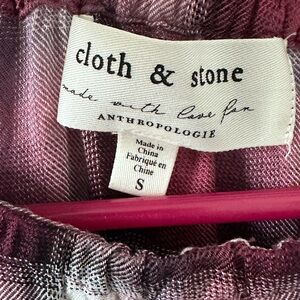 cloth & stone
made with love for
ANTHROPOLOGIE
Made in
China
Fabriqué en
Chine
S